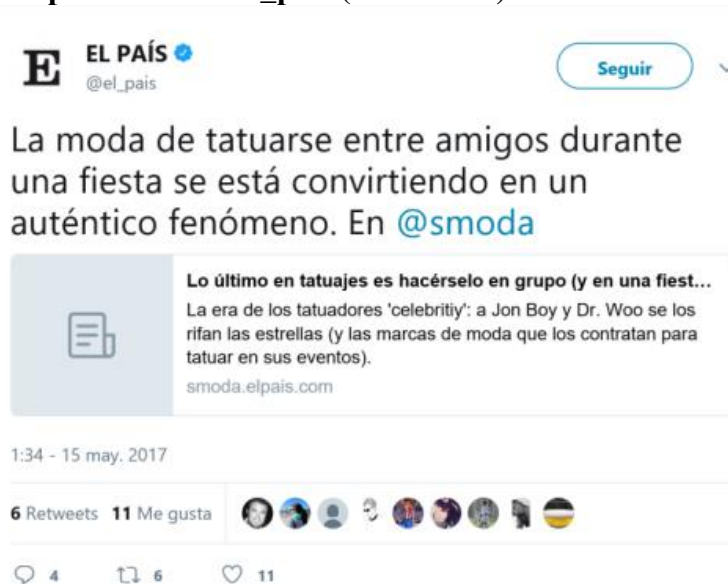 E
EL PAÍS
@el_pais
Seguir
La moda de tatuarse entre amigos durante
una fiesta se está convirtiendo en un
auténtico fenómeno. En @smoda
Lo último en tatuajes es hacérselo en grupo (y en una fiest...
La era de los tatuadores 'celebritiy': a Jon Boy y Dr. Woo se los
rifan las estrellas (y las marcas de moda que los contratan para
tatuar en sus eventos).
smoda.elpais.com
1:34 - 15 may. 2017
6 Retweets 11 Me gusta
4 6 11